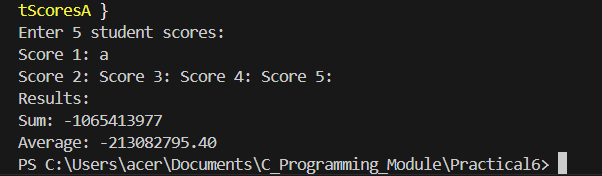 tScoresA }
Enter 5 student scores:
Score 1: a
Score 2: Score 3: Score 4: Score 5:
Results:
Sum: -1065413977
Average: -213082795.40
PS C:\Users\acer\Documents\C_Programming_Module\Practical6>